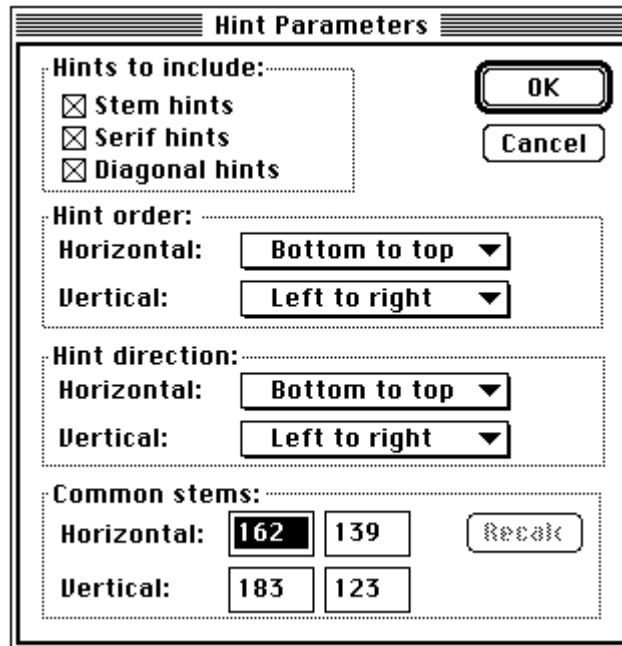 Hint Parameters
Hints to include:
Stem hints
Serif hints
Diagonal hints
OK
Cancel
Hint order:
Horizontal: Bottom to top
Vertical: Left to right
Hint direction:
Horizontal: Bottom to top
Vertical: Left to right
Common stems:
Horizontal: 162 139 Recalc
Vertical: 183 123